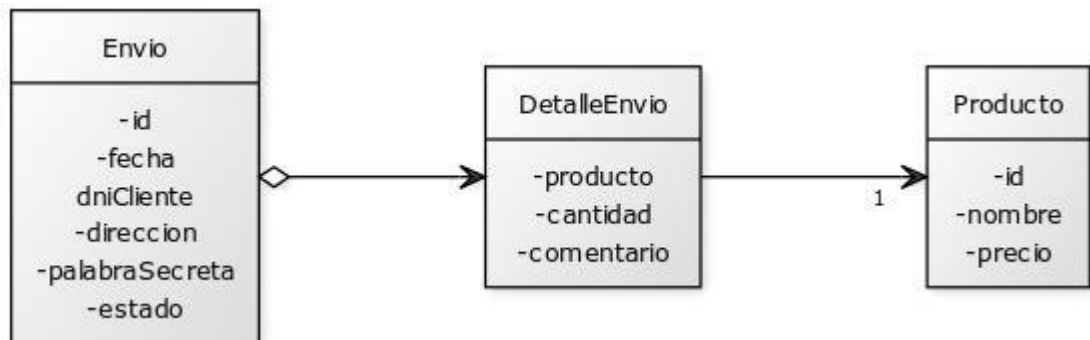 Envio
-id
-fecha
dniCliente
-direccion
-palabraSecreta
-estado
DetalleEnvio
-producto
-cantidad
-comentario
1
Producto
-id
-nombre
-precio